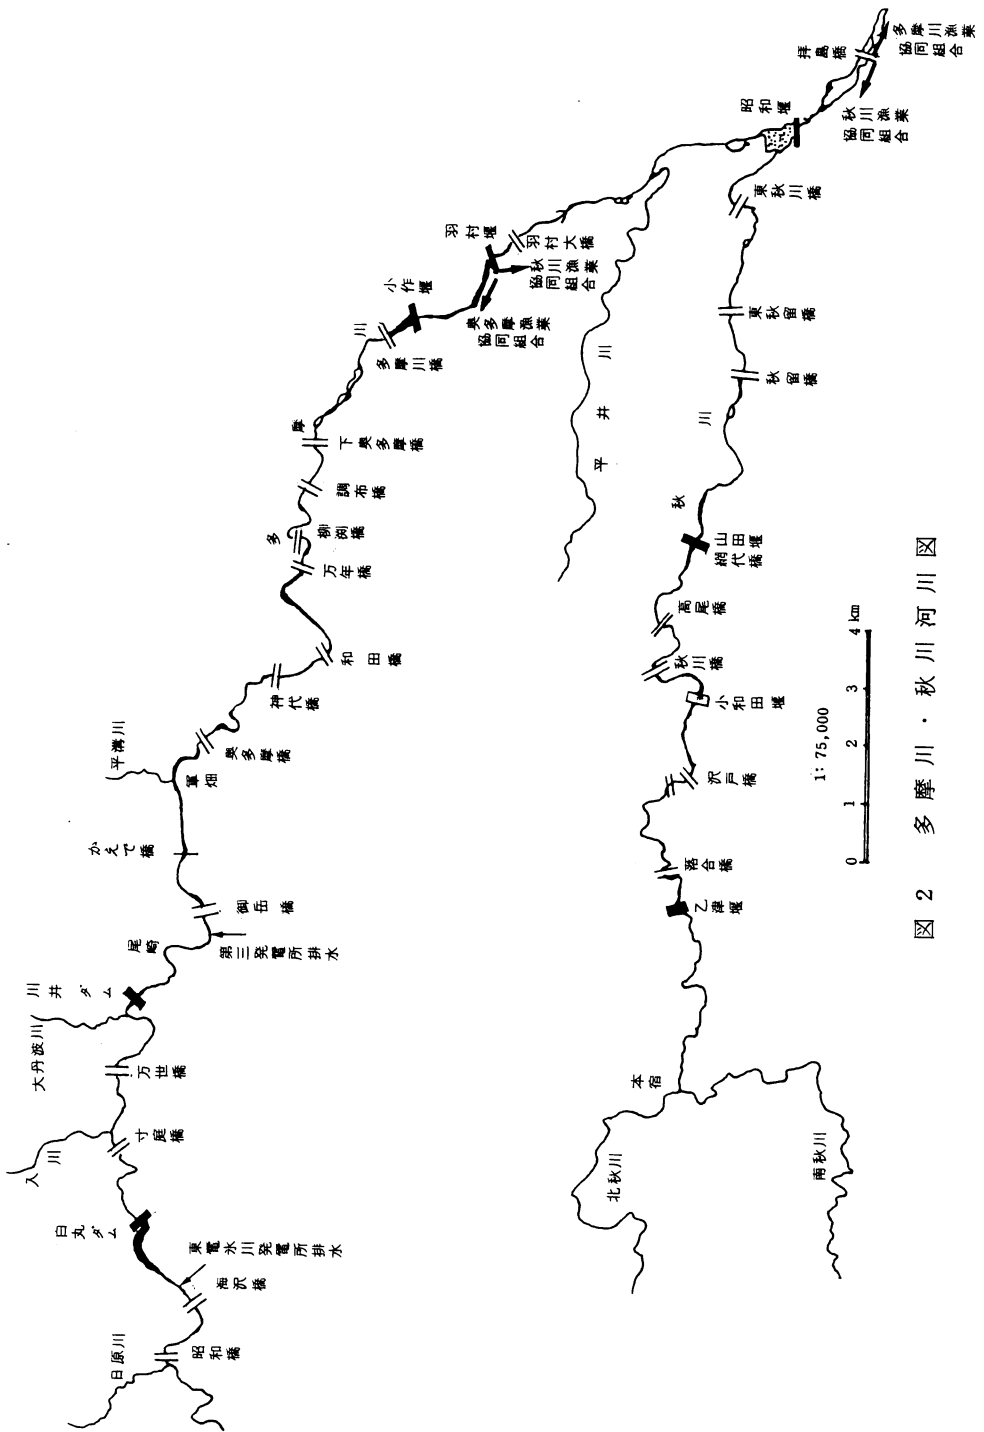 日原川
昭和橋
海沢橋
東電氷川発電所排水
白丸ダム
入川
寸庭橋
万世橋
大丹波川
川井ダム
尾崎
第三発電所排水
御岳橋
かえで橋
平溝川
軍畑
奥多摩橋
神代橋
和田橋
万年橋
柳渕橋
調布橋
下奥多摩橋
多摩川
多摩川橋
小作堰
羽村堰
羽村大橋
秋川漁業
協同組合
奥多摩漁業
協同組合
平井川
北秋川
南秋川
本宿
乙津堰
落合橋
沢戸橋
小和田堰
秋川橋
高尾橋
山田堰
網代橋
秋川
秋留橋
東秋留橋
東秋川橋
昭和堰
拝島橋
多摩川漁業
協同組合
秋川漁業
協同組合
1:75,000
0 1 2 3 4 km
図2 多摩川・秋川河川図